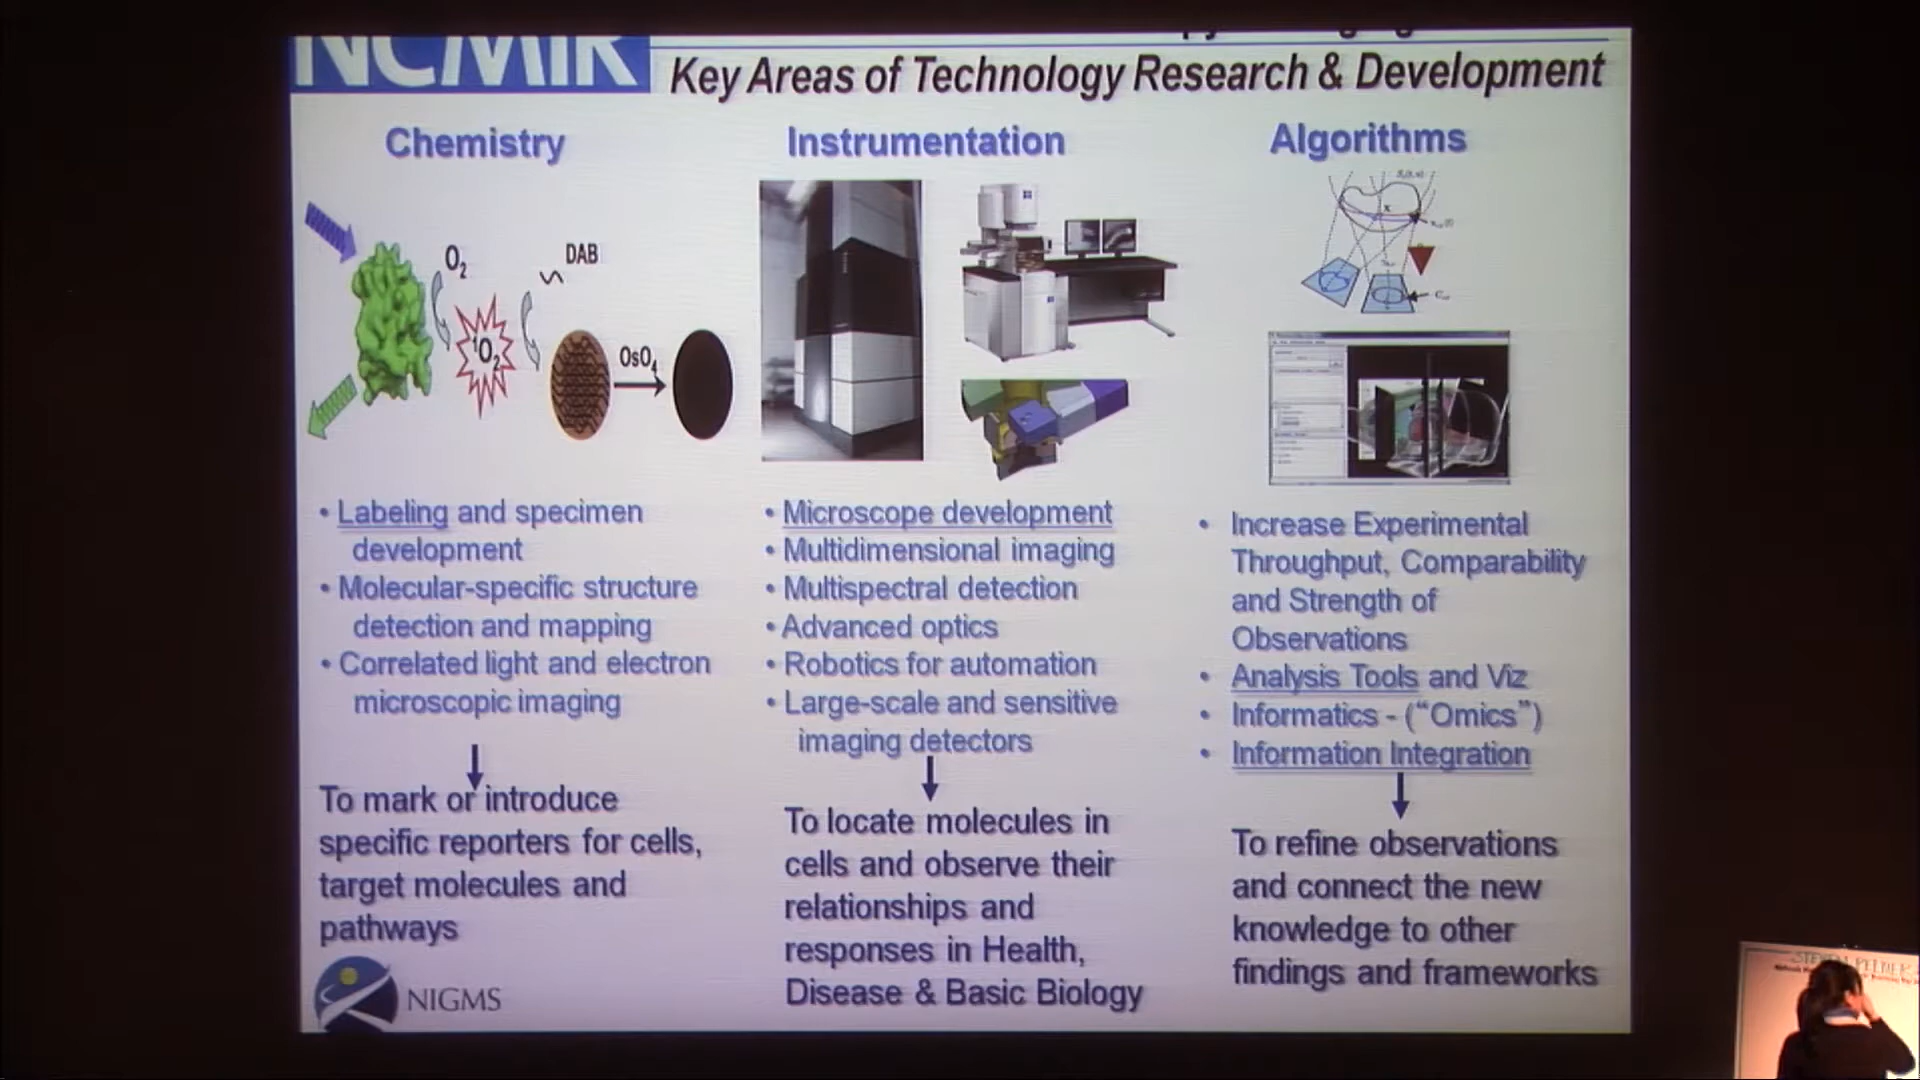 NCMIR
Key Areas of Technology Research & Development
Chemistry
O2
DAB
1O2
OsO4
• Labeling and specimen
development
• Molecular-specific structure
detection and mapping
• Correlated light and electron
microscopic imaging
To mark or introduce
specific reporters for cells,
target molecules and
pathways
NIGMS
Instrumentation
• Microscope development
• Multidimensional imaging
• Multispectral detection
• Advanced optics
• Robotics for automation
• Large-scale and sensitive
imaging detectors
To locate molecules in
cells and observe their
relationships and
responses in Health,
Disease & Basic Biology
Algorithms
x
• Increase Experimental
Throughput, Comparability
and Strength of
Observations
• Analysis Tools and Viz
• Informatics - (“Omics”)
• Information Integration
To refine observations
and connect the new
knowledge to other
findings and frameworks